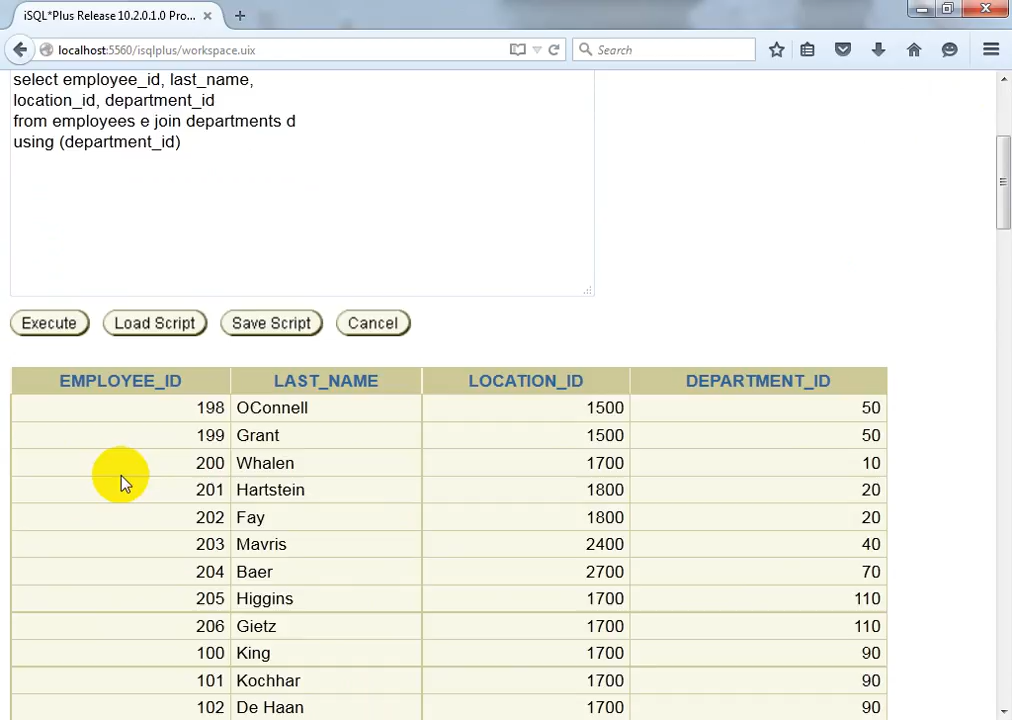 iSQL*Plus Release 10.2.0.1.0 Pro...
localhost:5560/isqlplus/workspace.uix
Search
select employee_id, last_name,
location_id, department_id
from employees e join departments d
using (department_id)
Execute Load Script Save Script Cancel
EMPLOYEE_ID LAST_NAME LOCATION_ID DEPARTMENT_ID
198 OConnell 1500 50
199 Grant 1500 50
200 Whalen 1700 10
201 Hartstein 1800 20
202 Fay 1800 20
203 Mavris 2400 40
204 Baer 2700 70
205 Higgins 1700 110
206 Gietz 1700 110
100 King 1700 90
101 Kochhar 1700 90
102 De Haan 1700 90